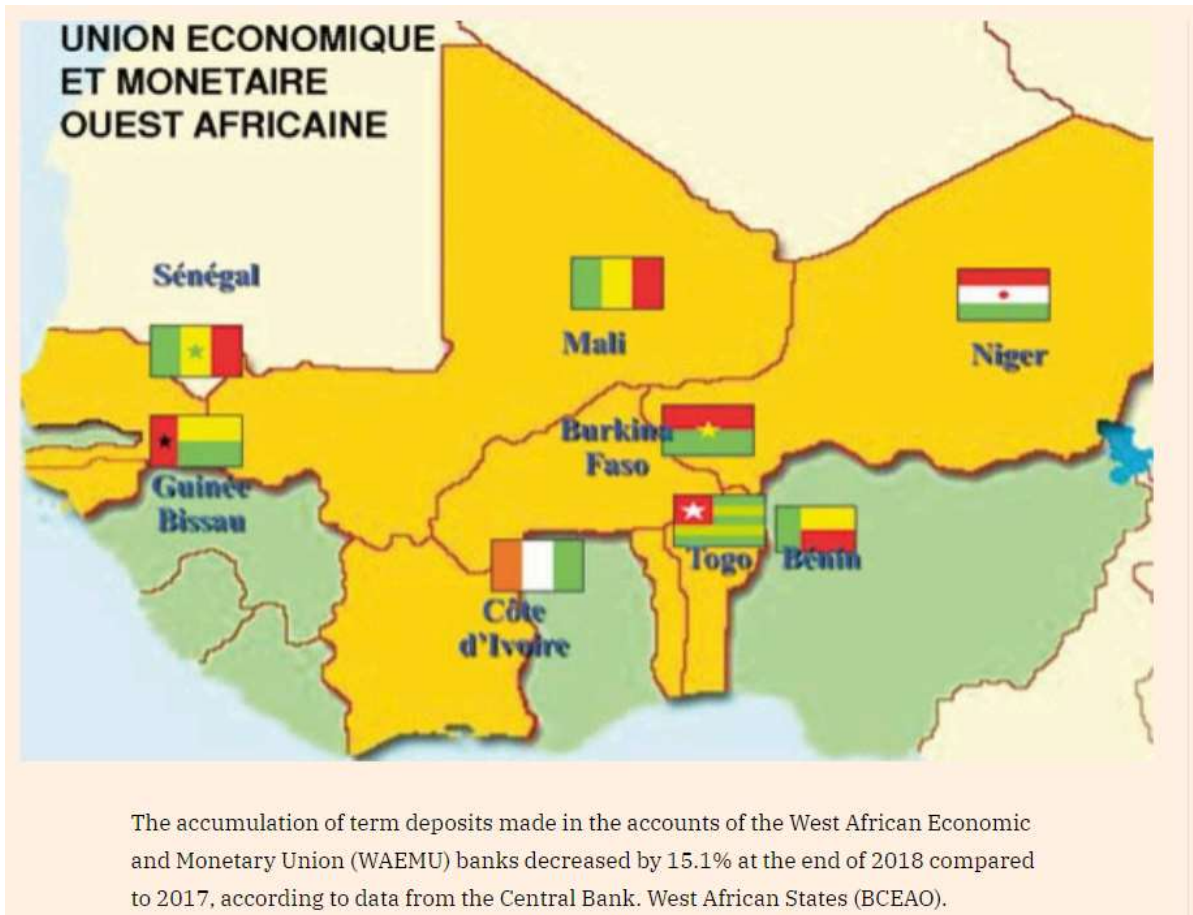 UNION ECONOMIQUE
ET MONETAIRE
OUEST AFRICAINE
Sénégal
Mali
Niger
Burkina
Faso
Guinée
Bissau
Togo
Bénin
Côte
d'Ivoire
The accumulation of term deposits made in the accounts of the West African Economic
and Monetary Union (WAEMU) banks decreased by 15.1% at the end of 2018 compared
to 2017, according to data from the Central Bank. West African States (BCEAO).